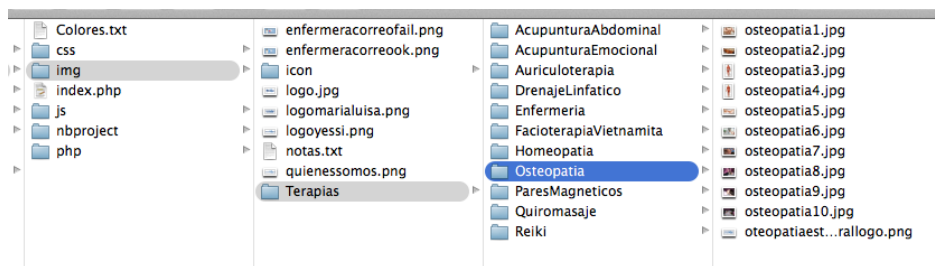 Colores.txt
css
img
index.php
js
nbproject
php
enfermeracorreofail.png
enfermeracorreook.png
icon
logo.jpg
logomarialuisa.png
logoyessi.png
notas.txt
quienessomos.png
Terapias
AcupunturaAbdominal
AcupunturaEmocional
Auriculoterapia
DrenajeLinfatico
Enfermeria
FacioterapiaVietnamita
Homeopatia
Osteopatia
ParesMagneticos
Quiromasaje
Reiki
osteopatia1.jpg
osteopatia2.jpg
osteopatia3.jpg
osteopatia4.jpg
osteopatia5.jpg
osteopatia6.jpg
osteopatia7.jpg
osteopatia8.jpg
osteopatia9.jpg
osteopatia10.jpg
oteopatiaest...rallogo.png